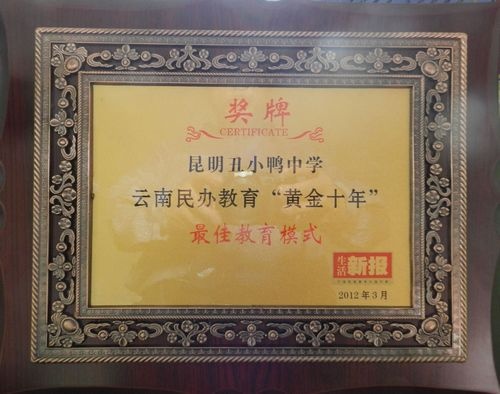 奖牌
CERTIFICATE
昆明丑小鸭中学
云南民办教育“黄金十年”
最佳教育模式
生活新报
2012年3月